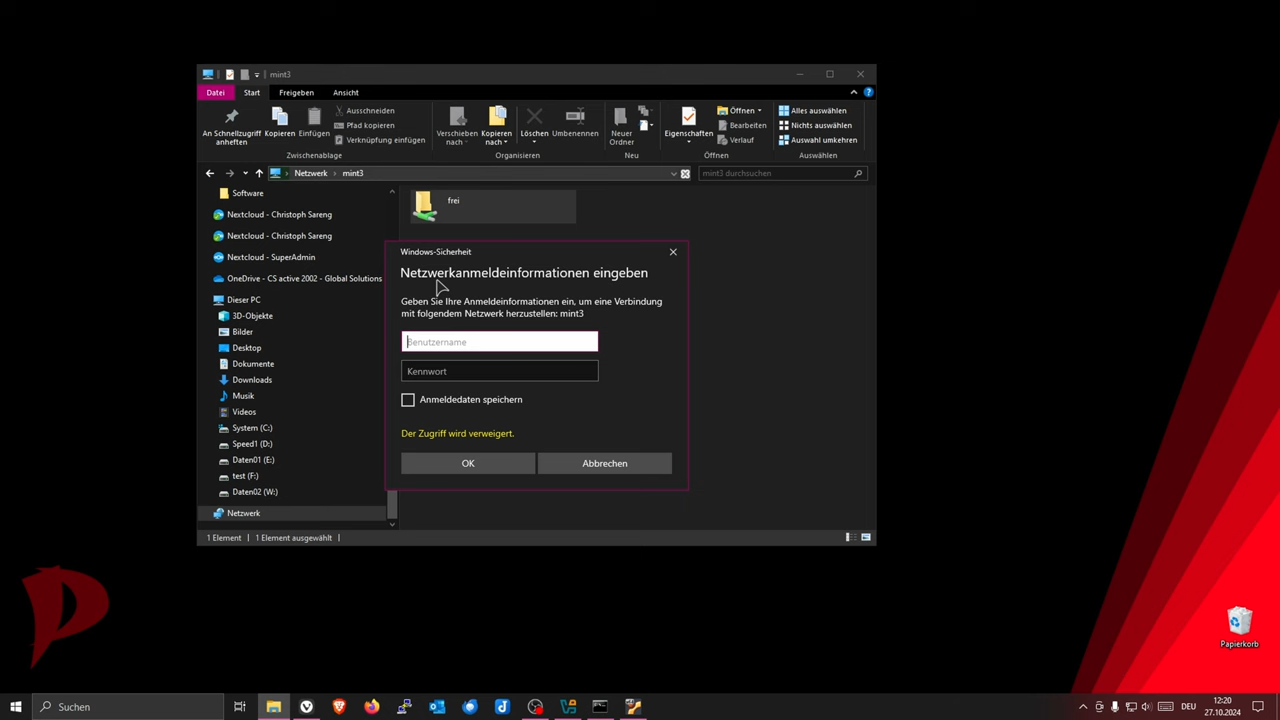 mint3
Datei Start Freigeben Ansicht
An Schnellzugriff anheften
Kopieren
Einfügen
Ausschneiden
Pfad kopieren
Verknüpfung einfügen
Zwischenablage
Verschieben nach
Kopieren nach
Löschen
Umbenennen
Organisieren
Neuer Ordner
Neu
Eigenschaften
Öffnen
Bearbeiten
Verlauf
Öffnen
Alles auswählen
Nichts auswählen
Auswahl umkehren
Auswählen
Netzwerk › mint3
mint3 durchsuchen
Software
Nextcloud - Christoph Sareng
Nextcloud - Christoph Sareng
Nextcloud - SuperAdmin
OneDrive - CS active 2002 - Global Solutions
Dieser PC
3D-Objekte
Bilder
Desktop
Dokumente
Downloads
Musik
Videos
System (C:)
Speed1 (D:)
Daten01 (E:)
test (F:)
Daten02 (W:)
Netzwerk
frei
Windows-Sicherheit
Netzwerkanmeldeinformationen eingeben
Geben Sie Ihre Anmeldeinformationen ein, um eine Verbindung
mit folgendem Netzwerk herzustellen: mint3
Benutzername
Kennwort
Anmeldedaten speichern
Der Zugriff wird verweigert.
OK Abbrechen
1 Element 1 Element ausgewählt
Papierkorb
Suchen
DEU
12:20
27.10.2024